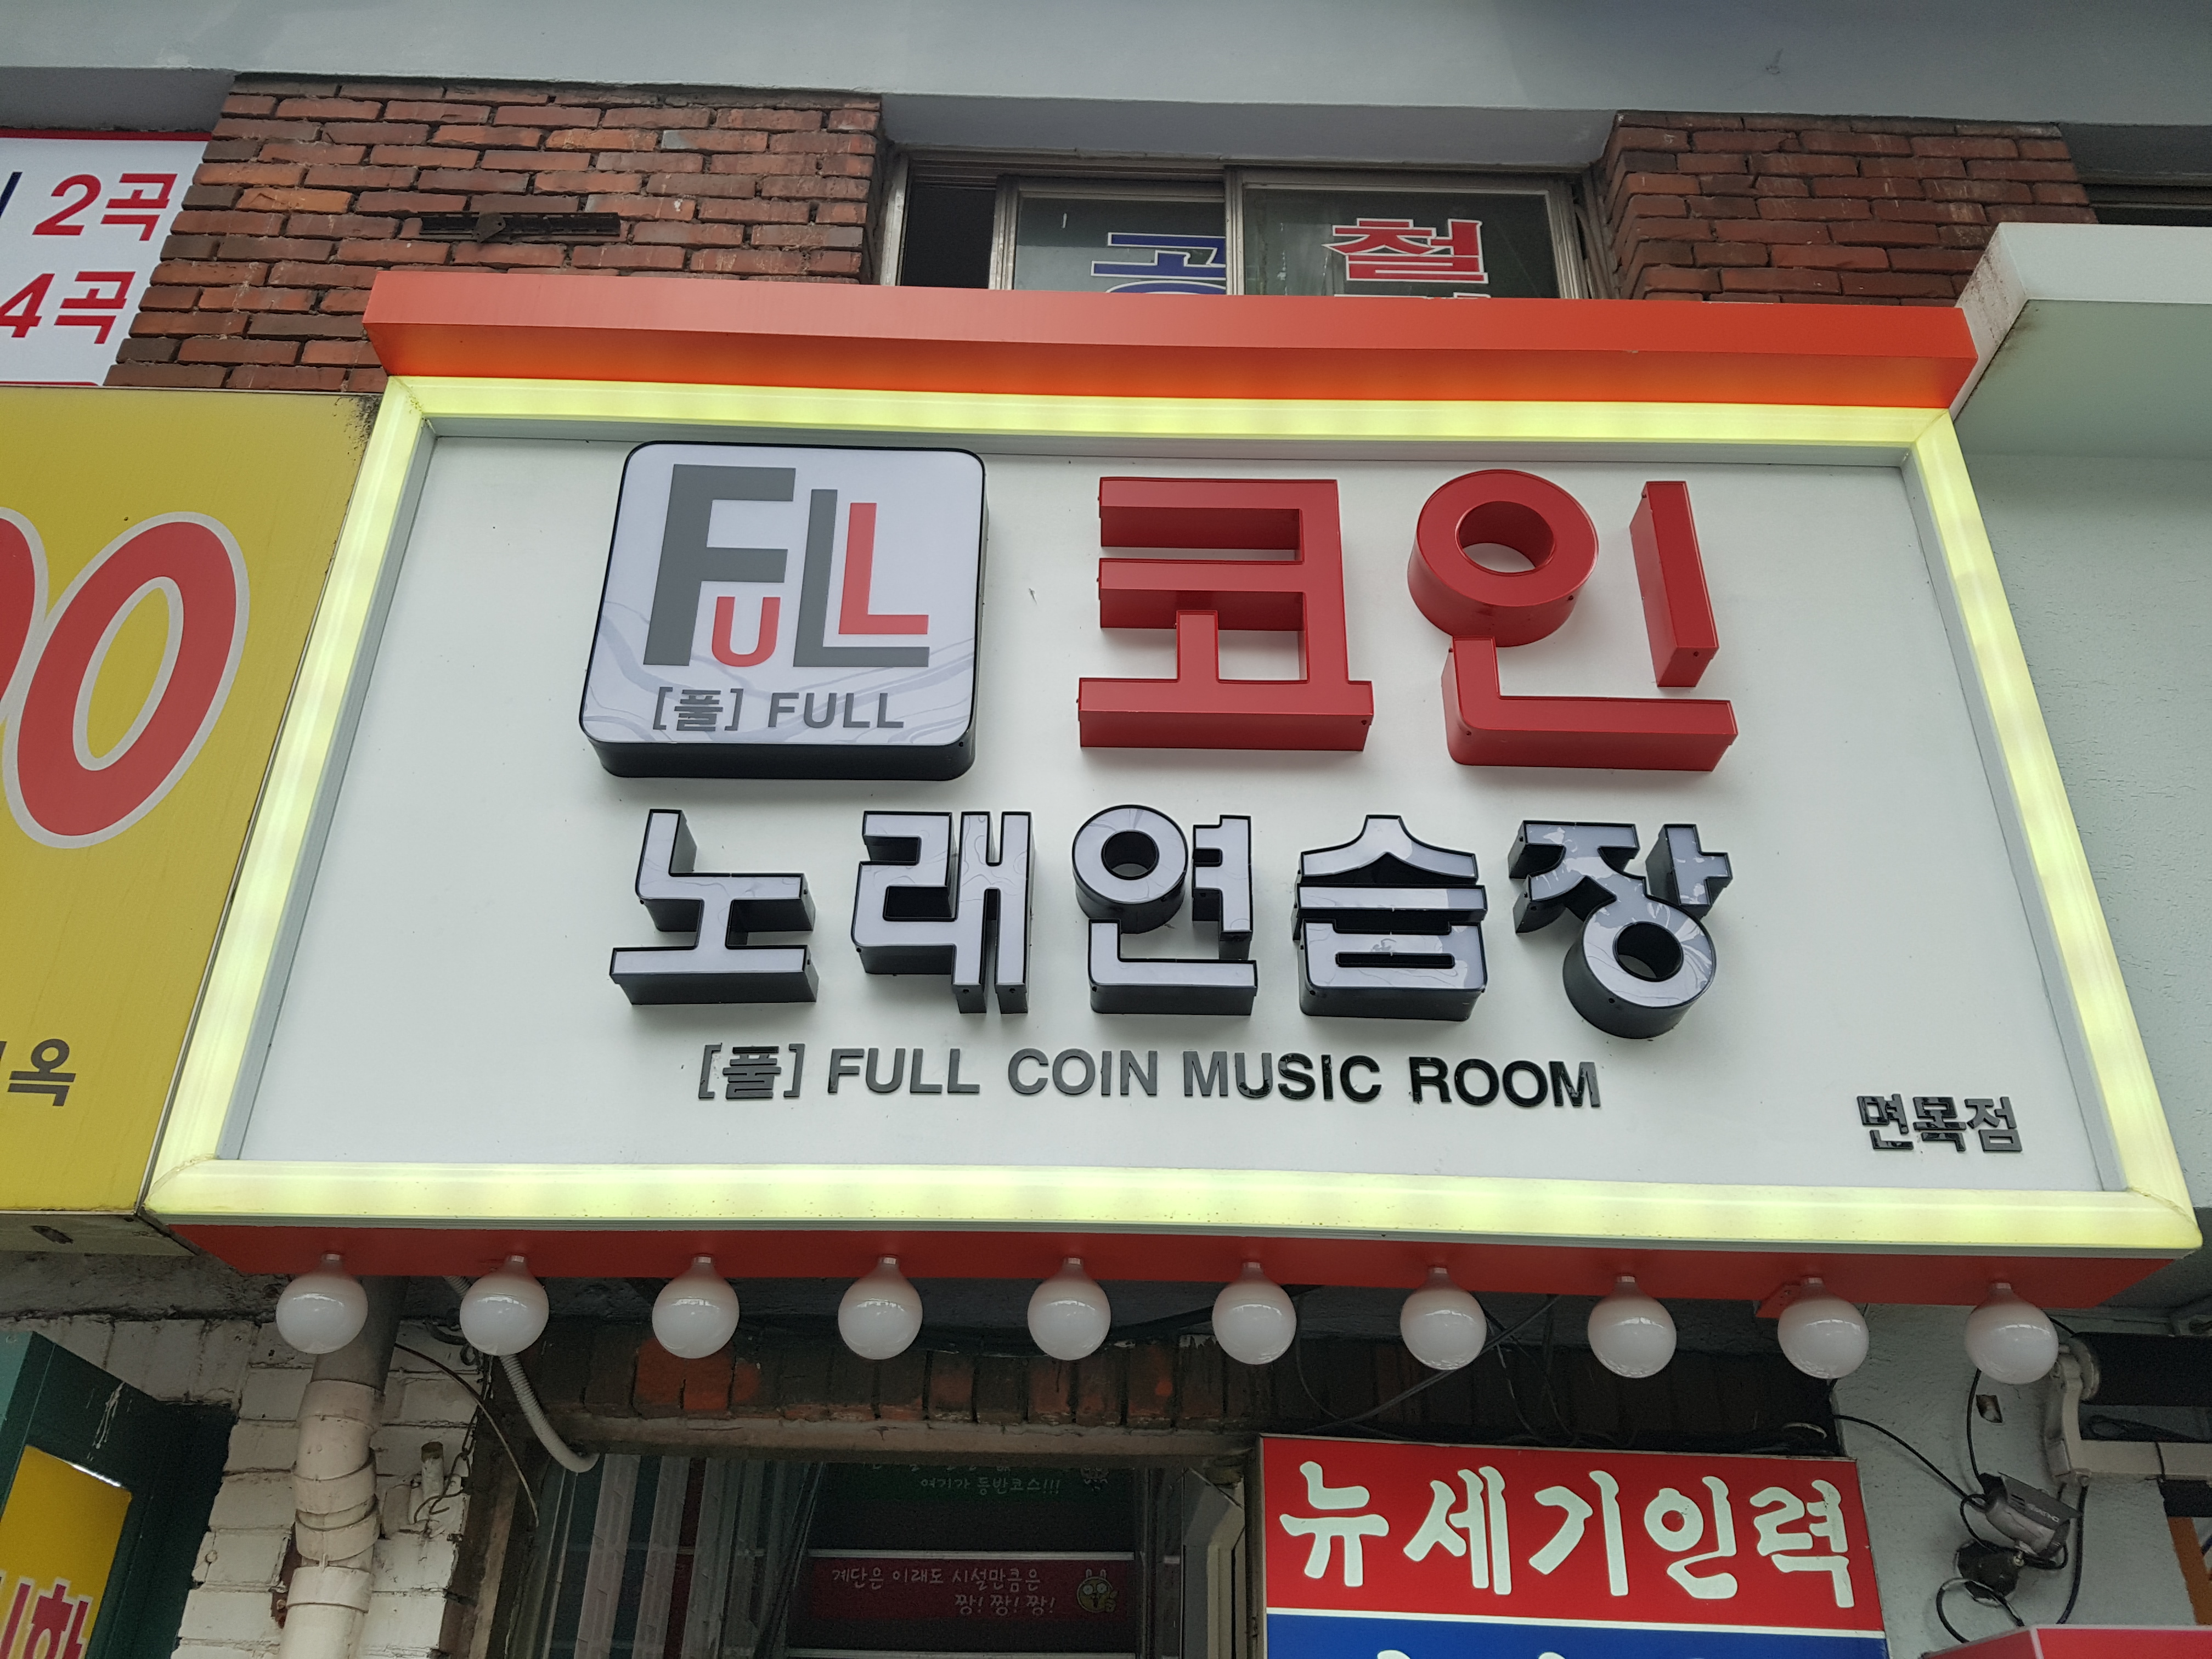 2곡
4곡
철
FULL
[풀] FULL
코인
노래연습장
[풀] FULL COIN MUSIC ROOM
면목점
옥
여기가 등반코스!!!
계단은 이래도 시설만큼은
짱! 짱! 짱!
뉴세기인력